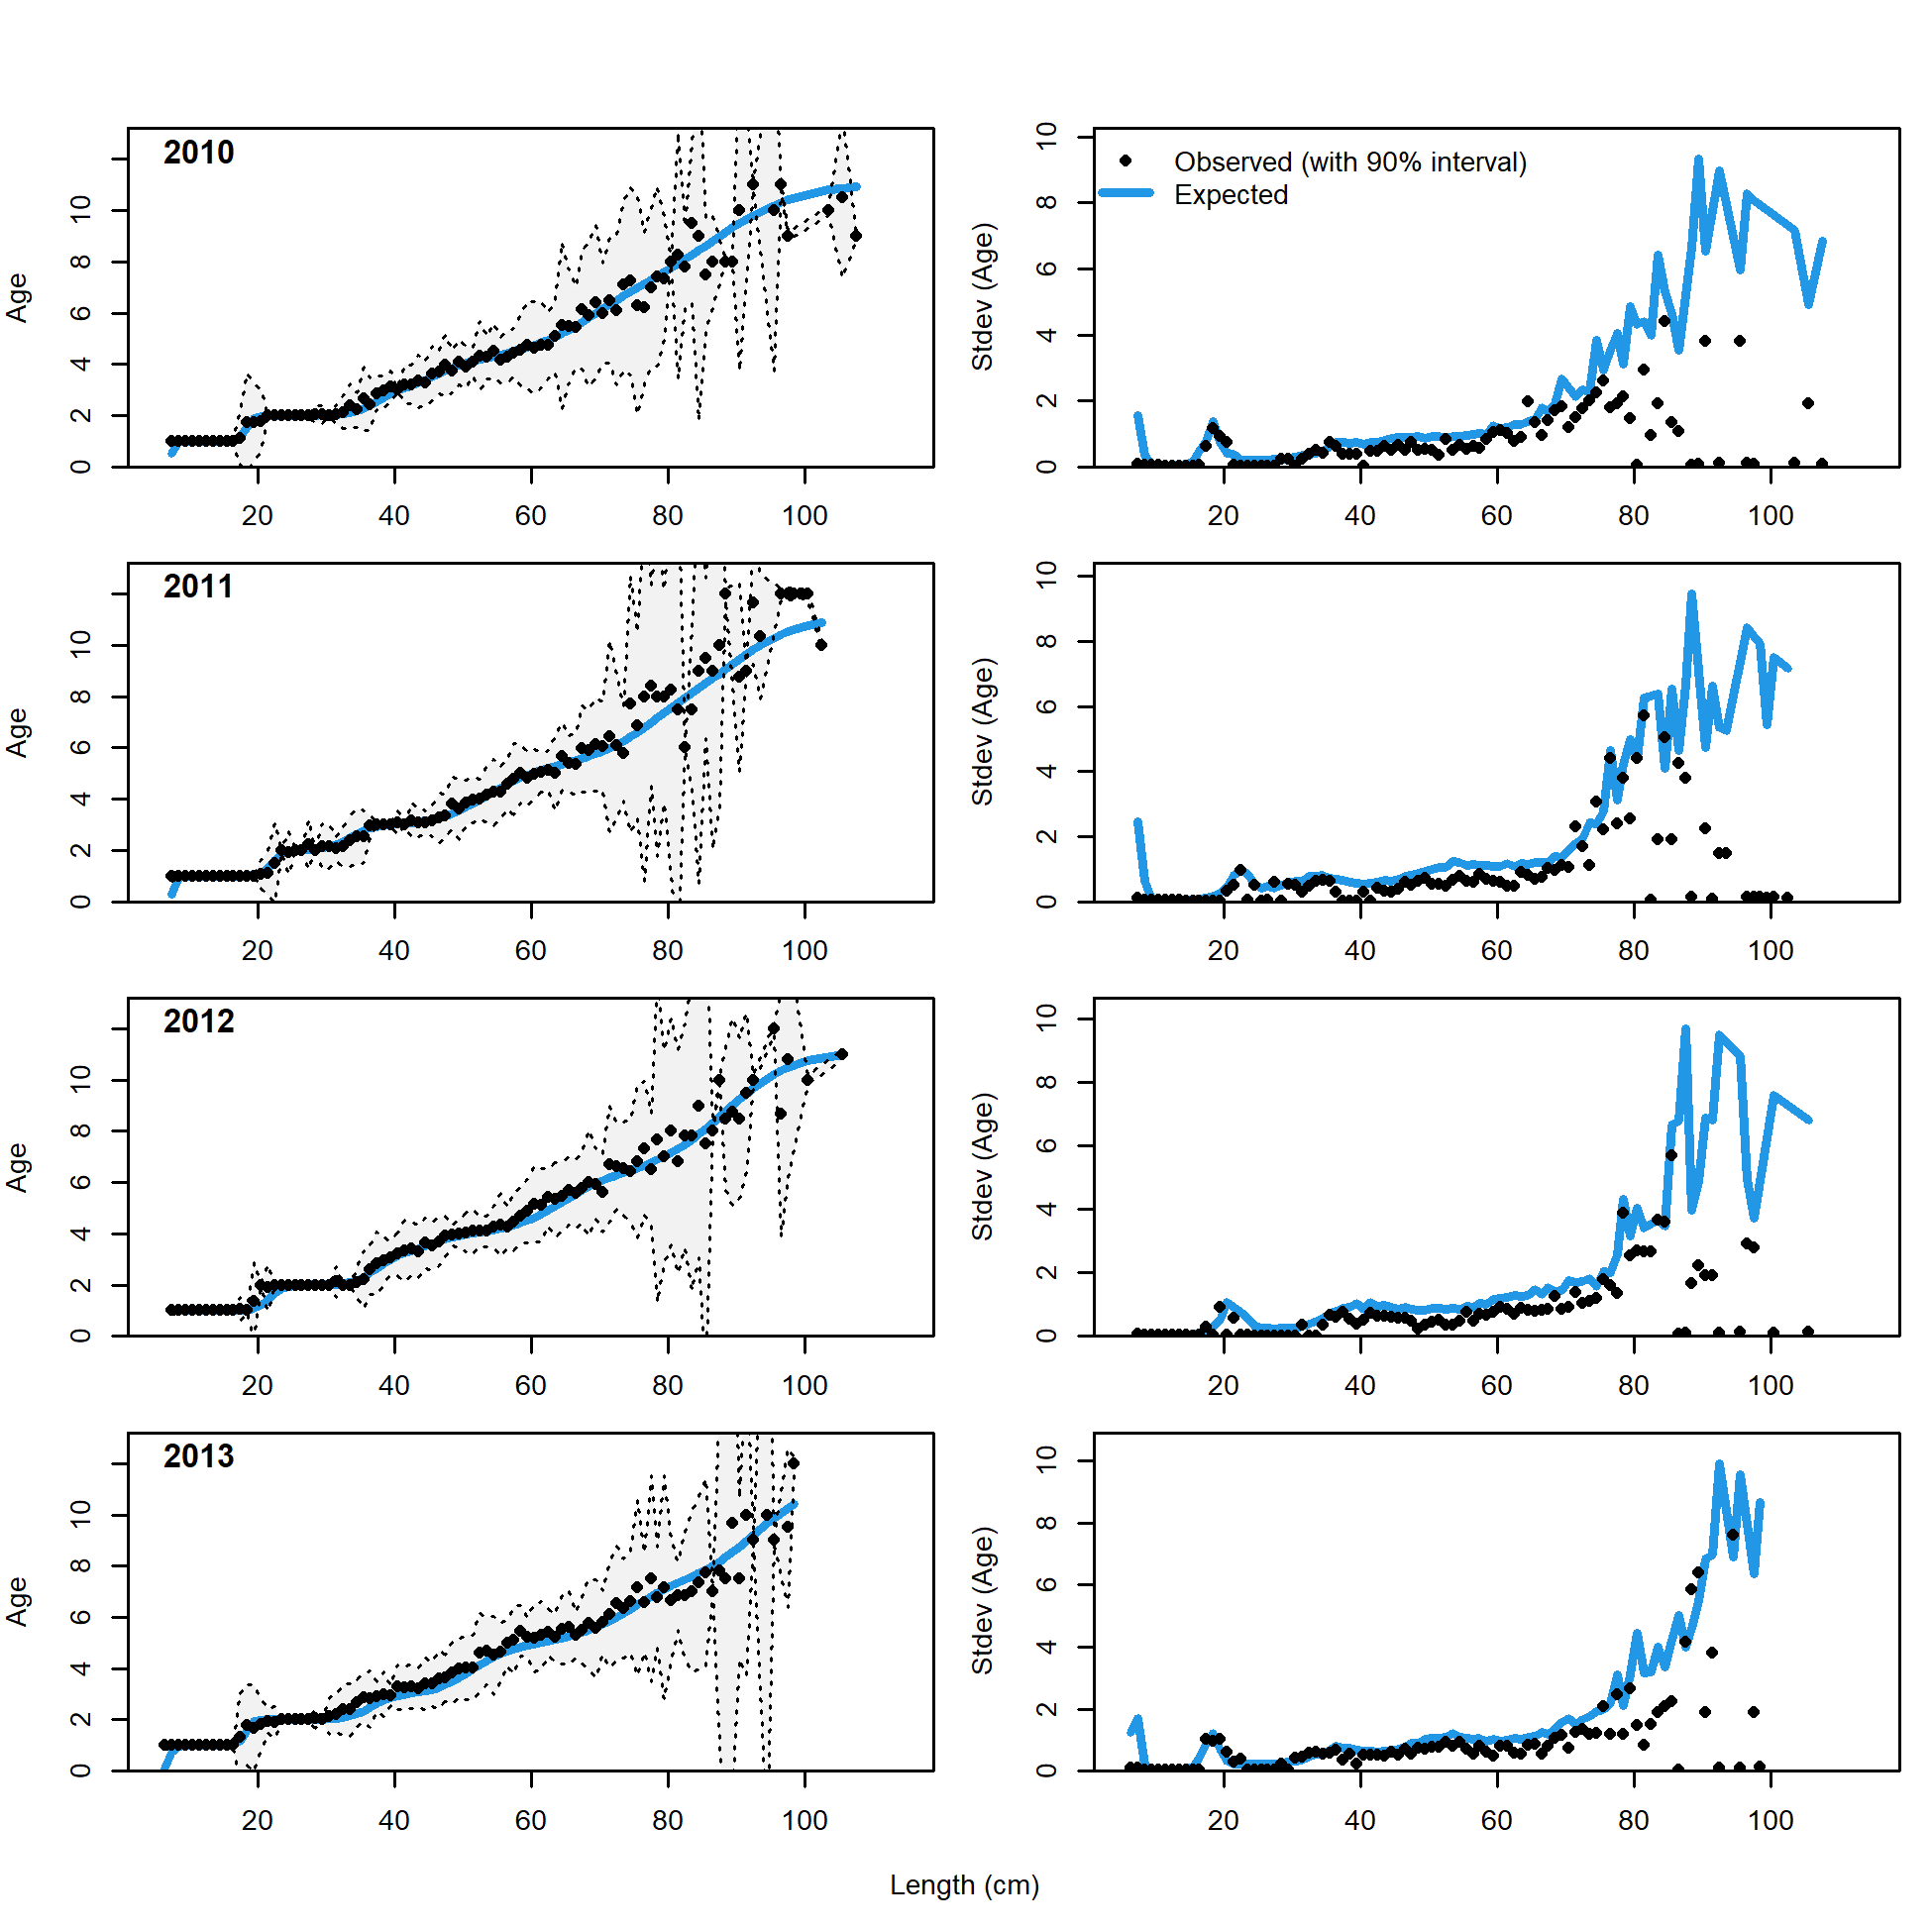 2010
Age
0 2 4 6 8 10
20 40 60 80 100
Observed (with 90% interval)
Expected
Stdev (Age)
0 2 4 6 8 10
20 40 60 80 100
2011
Age
0 2 4 6 8 10
20 40 60 80 100
Stdev (Age)
0 2 4 6 8 10
20 40 60 80 100
2012
Age
0 2 4 6 8 10
20 40 60 80 100
Stdev (Age)
0 2 4 6 8 10
20 40 60 80 100
2013
Age
0 2 4 6 8 10
20 40 60 80 100
Stdev (Age)
0 2 4 6 8 10
20 40 60 80 100
Length (cm)